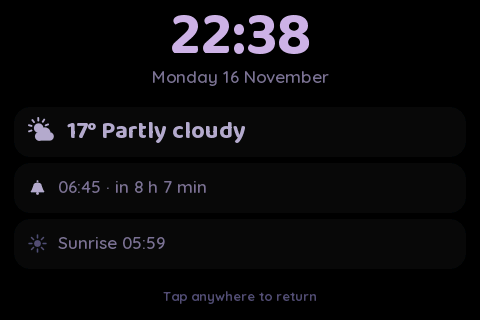 22:38
Monday 16 November
17° Partly cloudy
06:45 · in 8 h 7 min
Sunrise 05:59
Tap anywhere to return